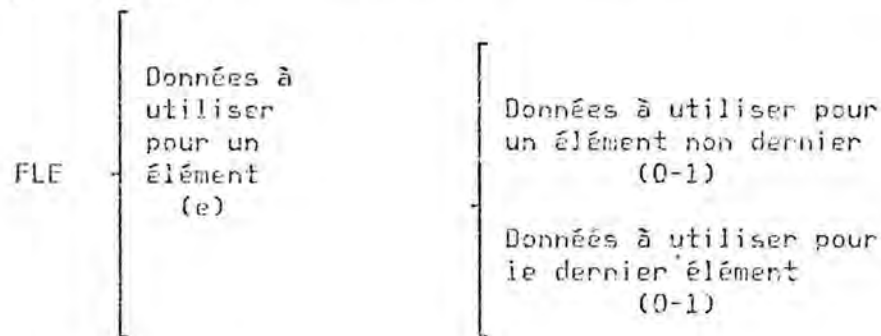 FLE
Données à
utiliser
pour un
élément
(e)
Données à utiliser pour
un élément non dernier
(0-1)
Données à utiliser pour
le dernier élément
(0-1)